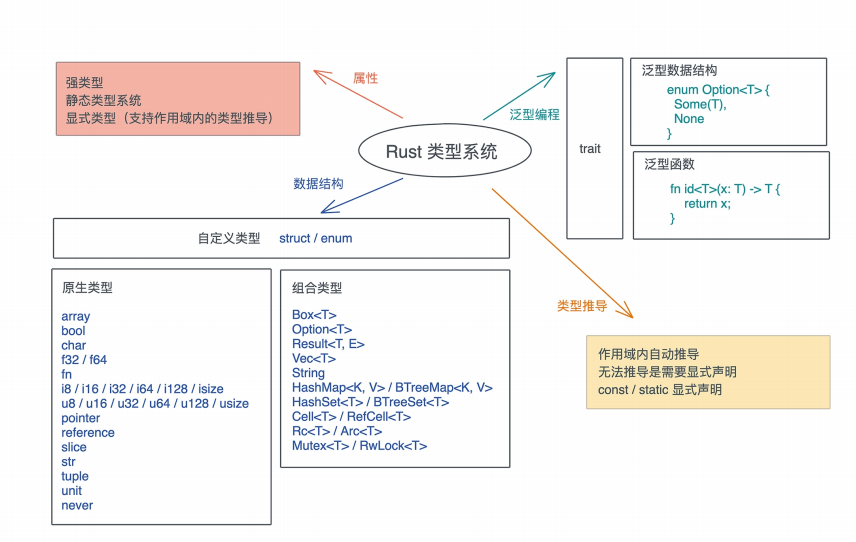 属性
强类型
静态类型系统
显式类型（支持作用域内的类型推导）
泛型编程
trait
泛型数据结构
enum Option<T> {
Some(T),
None
}
泛型函数
fn id<T>(x: T) -> T {
return x;
}
Rust 类型系统
数据结构
自定义类型 struct / enum
原生类型
array
bool
char
f32 / f64
fn
i8 / i16 / i32 / i64 / i128 / isize
u8 / u16 / u32 / u64 / u128 / usize
pointer
reference
slice
str
tuple
unit
never
组合类型
Box<T>
Option<T>
Result<T, E>
Vec<T>
String
HashMap<K, V> / BTreeMap<K, V>
HashSet<T> / BTreeSet<T>
Cell<T> / RefCell<T>
Rc<T> / Arc<T>
Mutex<T> / RwLock<T>
类型推导
作用域内自动推导
无法推导是需要显式声明
const / static 显式声明